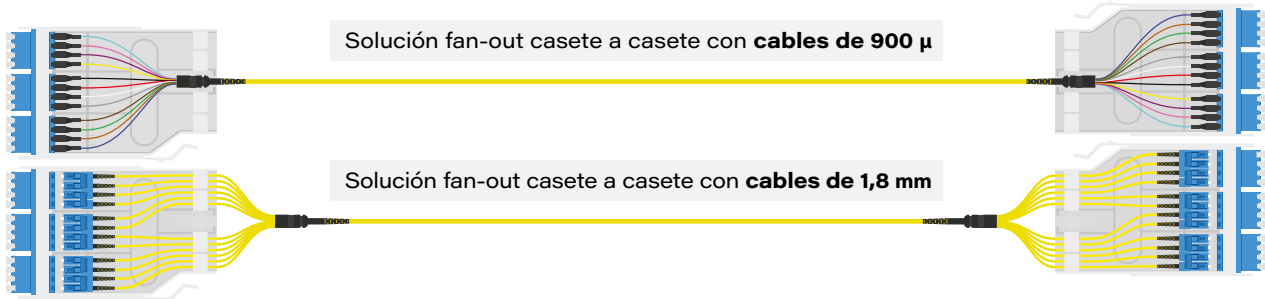 Solución fan-out casete a casete con cables de 900 µ
Solución fan-out casete a casete con cables de 1,8 mm